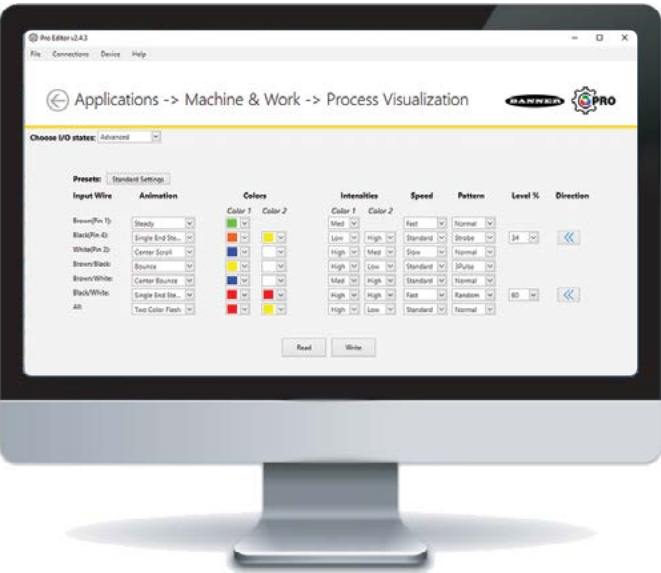 Pro Editor v2.4.3
File Connections Device Help
Applications -> Machine & Work -> Process Visualization
BANNER PRO
Choose I/O states: Advanced
Presets: Standard Settings
Input Wire Animation Colors Intensities Speed Pattern Level % Direction
Color 1 Color 2 Color 1 Color 2
Brown(Pin 1): Steady Med Fast Normal
Black(Pin 4): Single End Ste... Low High Standard Strobe 34
White(Pin 2): Center Scroll High Med Slow Normal
Brown/Black: Bounce High Low Standard 3Pulse
Brown/White: Center Bounce Med High Standard Normal
Black/White: Single End Ste... High High Fast Random 60
All: Two Color Flash High Low Standard Normal
Read Write